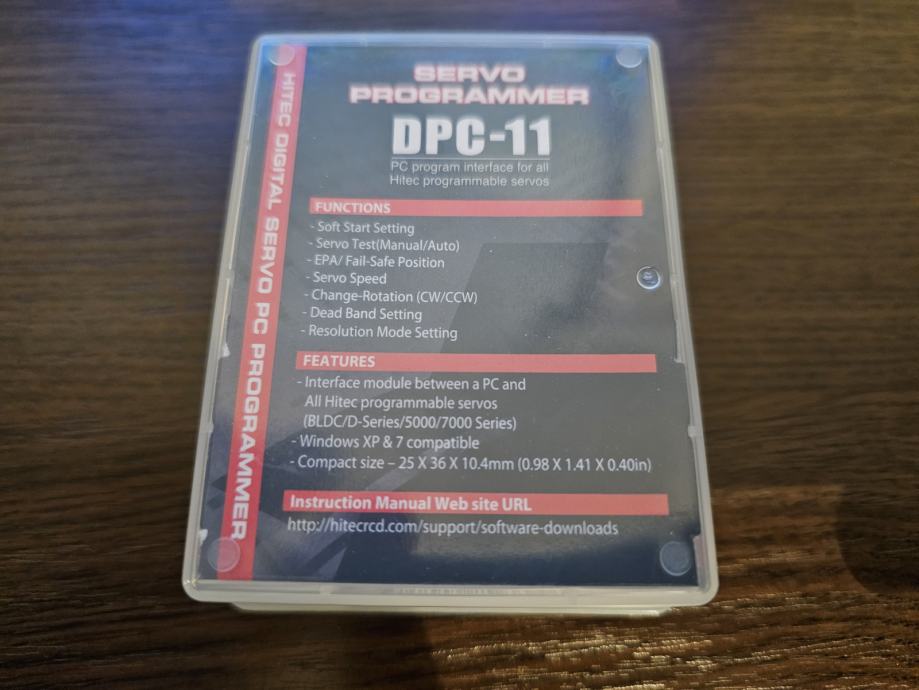 SERVO
PROGRAMMER
DPC-11
PC program interface for all
Hitec programmable servos
FUNCTIONS
- Soft Start Setting
- Servo Test(Manual/Auto)
- EPA/ Fail-Safe Position
- Servo Speed
- Change-Rotation (CW/CCW)
- Dead Band Setting
- Resolution Mode Setting
FEATURES
- Interface module between a PC and
All Hitec programmable servos
(BLDC/D-Series/5000/7000 Series)
- Windows XP & 7 compatible
- Compact size – 25 X 36 X 10.4mm (0.98 X 1.41 X 0.40in)
Instruction Manual Web site URL
http://hitecrcd.com/support/software-downloads
HITEC DIGITAL SERVO PC PROGRAMMER